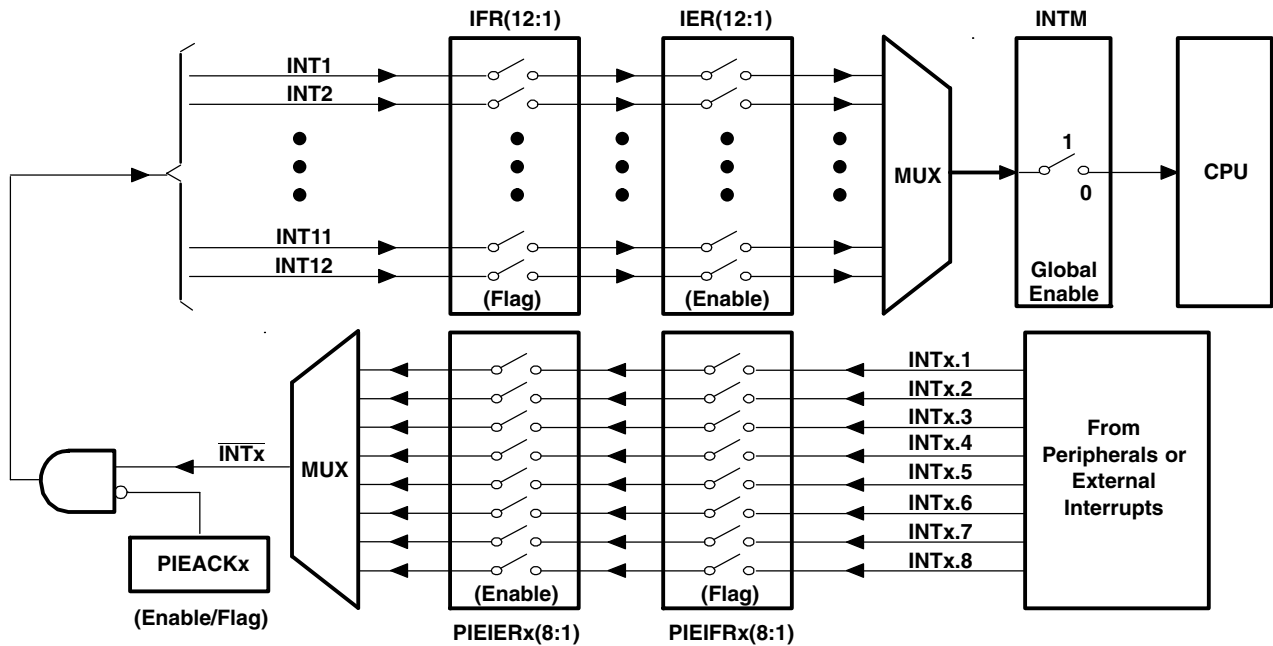 IFR(12:1)
IER(12:1)
INTM
INT1
INT2
INT11
INT12
(Flag)
(Enable)
MUX
1
0
Global
Enable
CPU
INTx
MUX
PIEACKx
(Enable/Flag)
(Enable)
PIEIERx(8:1)
(Flag)
PIEIFRx(8:1)
INTx.1
INTx.2
INTx.3
INTx.4
INTx.5
INTx.6
INTx.7
INTx.8
From
Peripherals or
External
Interrupts